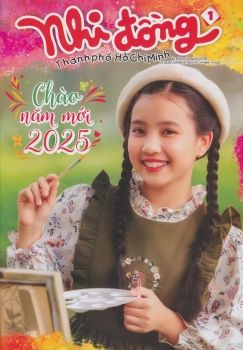 Nhi đồng 1
Thành phố Hồ Chí Minh
Chào
năm mới
2025